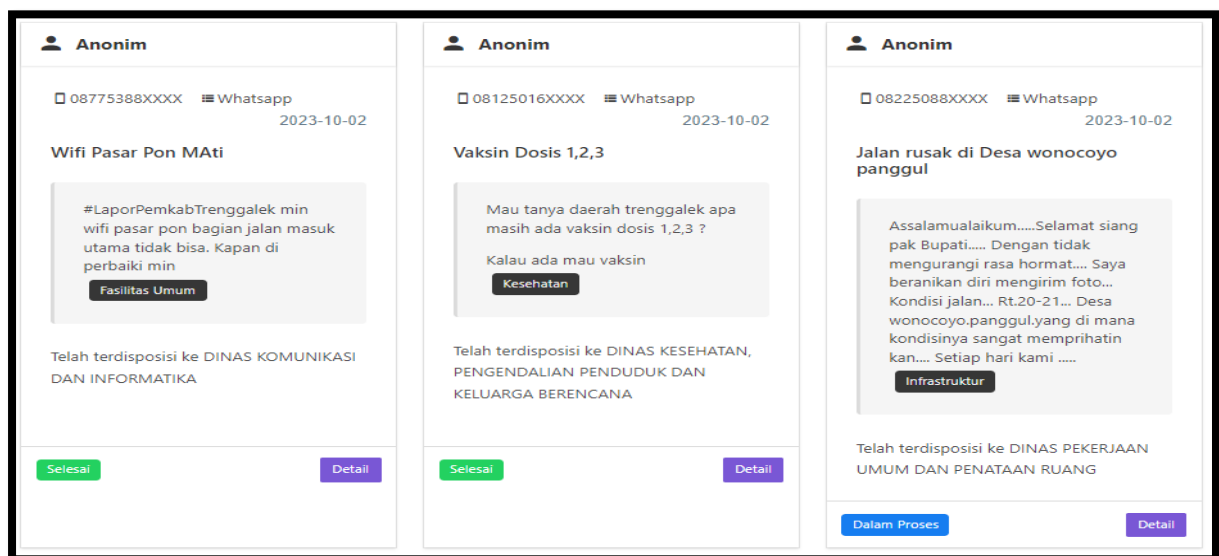 Anonim
08775388XXXX Whatsapp
2023-10-02
Wifi Pasar Pon MAti
#LaporPemkabTrenggalek min
wifi pasar pon bagian jalan masuk
utama tidak bisa. Kapan di
perbaiki min
Fasilitas Umum
Telah terdisposisi ke DINAS KOMUNIKASI
DAN INFORMATIKA
Selesai
Detail
Anonim
08125016XXXX Whatsapp
2023-10-02
Vaksin Dosis 1,2,3
Mau tanya daerah trenggalek apa
masih ada vaksin dosis 1,2,3 ?
Kalau ada mau vaksin
Kesehatan
Telah terdisposisi ke DINAS KESEHATAN,
PENGENDALIAN PENDUDUK DAN
KELUARGA BERENCANA
Selesai
Detail
Anonim
08225088XXXX Whatsapp
2023-10-02
Jalan rusak di Desa wonocoyo
panggul
Assalamualaikum.....Selamat siang
pak Bupati..... Dengan tidak
mengurangi rasa hormat.... Saya
beranikan diri mengirim foto...
Kondisi jalan... Rt.20-21... Desa
wonocoyo.panggul.yang di mana
kondisinya sangat memprihatin
kan.... Setiap hari kami .....
Infrastruktur
Telah terdisposisi ke DINAS PEKERJAAN
UMUM DAN PENATAAN RUANG
Dalam Proses
Detail